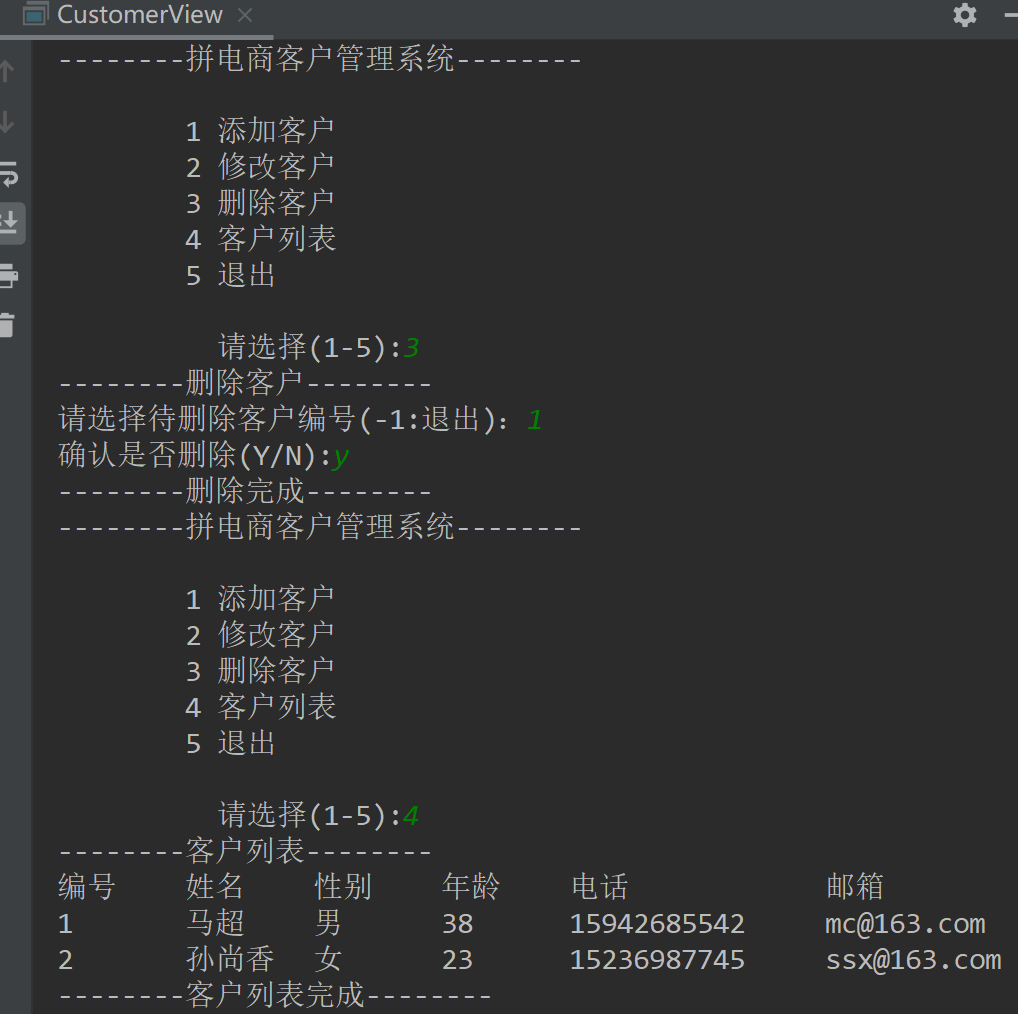 CustomerView
--------拼电商客户管理系统--------
1 添加客户
2 修改客户
3 删除客户
4 客户列表
5 退出
请选择(1-5):3
--------删除客户--------
请选择待删除客户编号(-1:退出)：1
确认是否删除(Y/N):y
--------删除完成--------
--------拼电商客户管理系统--------
1 添加客户
2 修改客户
3 删除客户
4 客户列表
5 退出
请选择(1-5):4
--------客户列表--------
编号 姓名 性别 年龄 电话 邮箱
1 马超 男 38 15942685542 mc@163.com
2 孙尚香 女 23 15236987745 ssx@163.com
--------客户列表完成--------